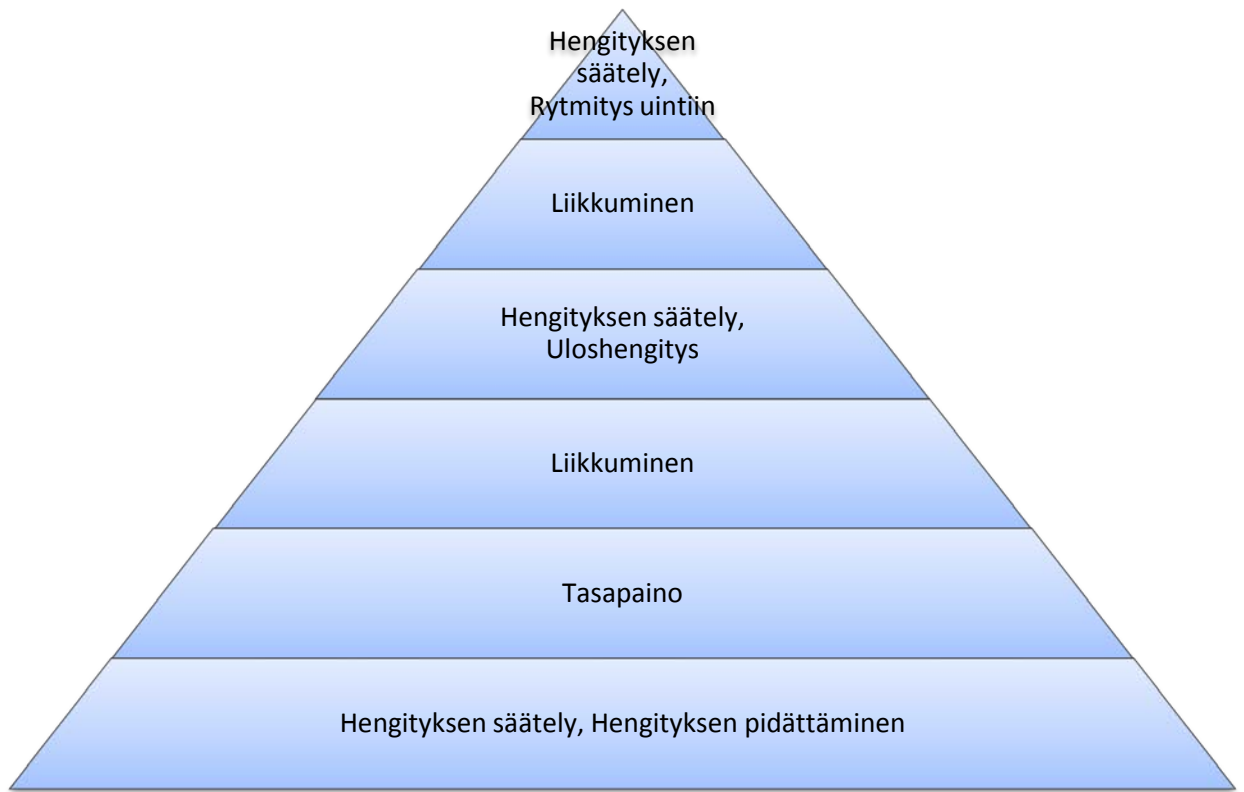 Hengityksen
säätely,
Rytmitys uintiin
Liikkuminen
Hengityksen säätely,
Uloshengitys
Liikkuminen
Tasapaino
Hengityksen säätely, Hengityksen pidättäminen